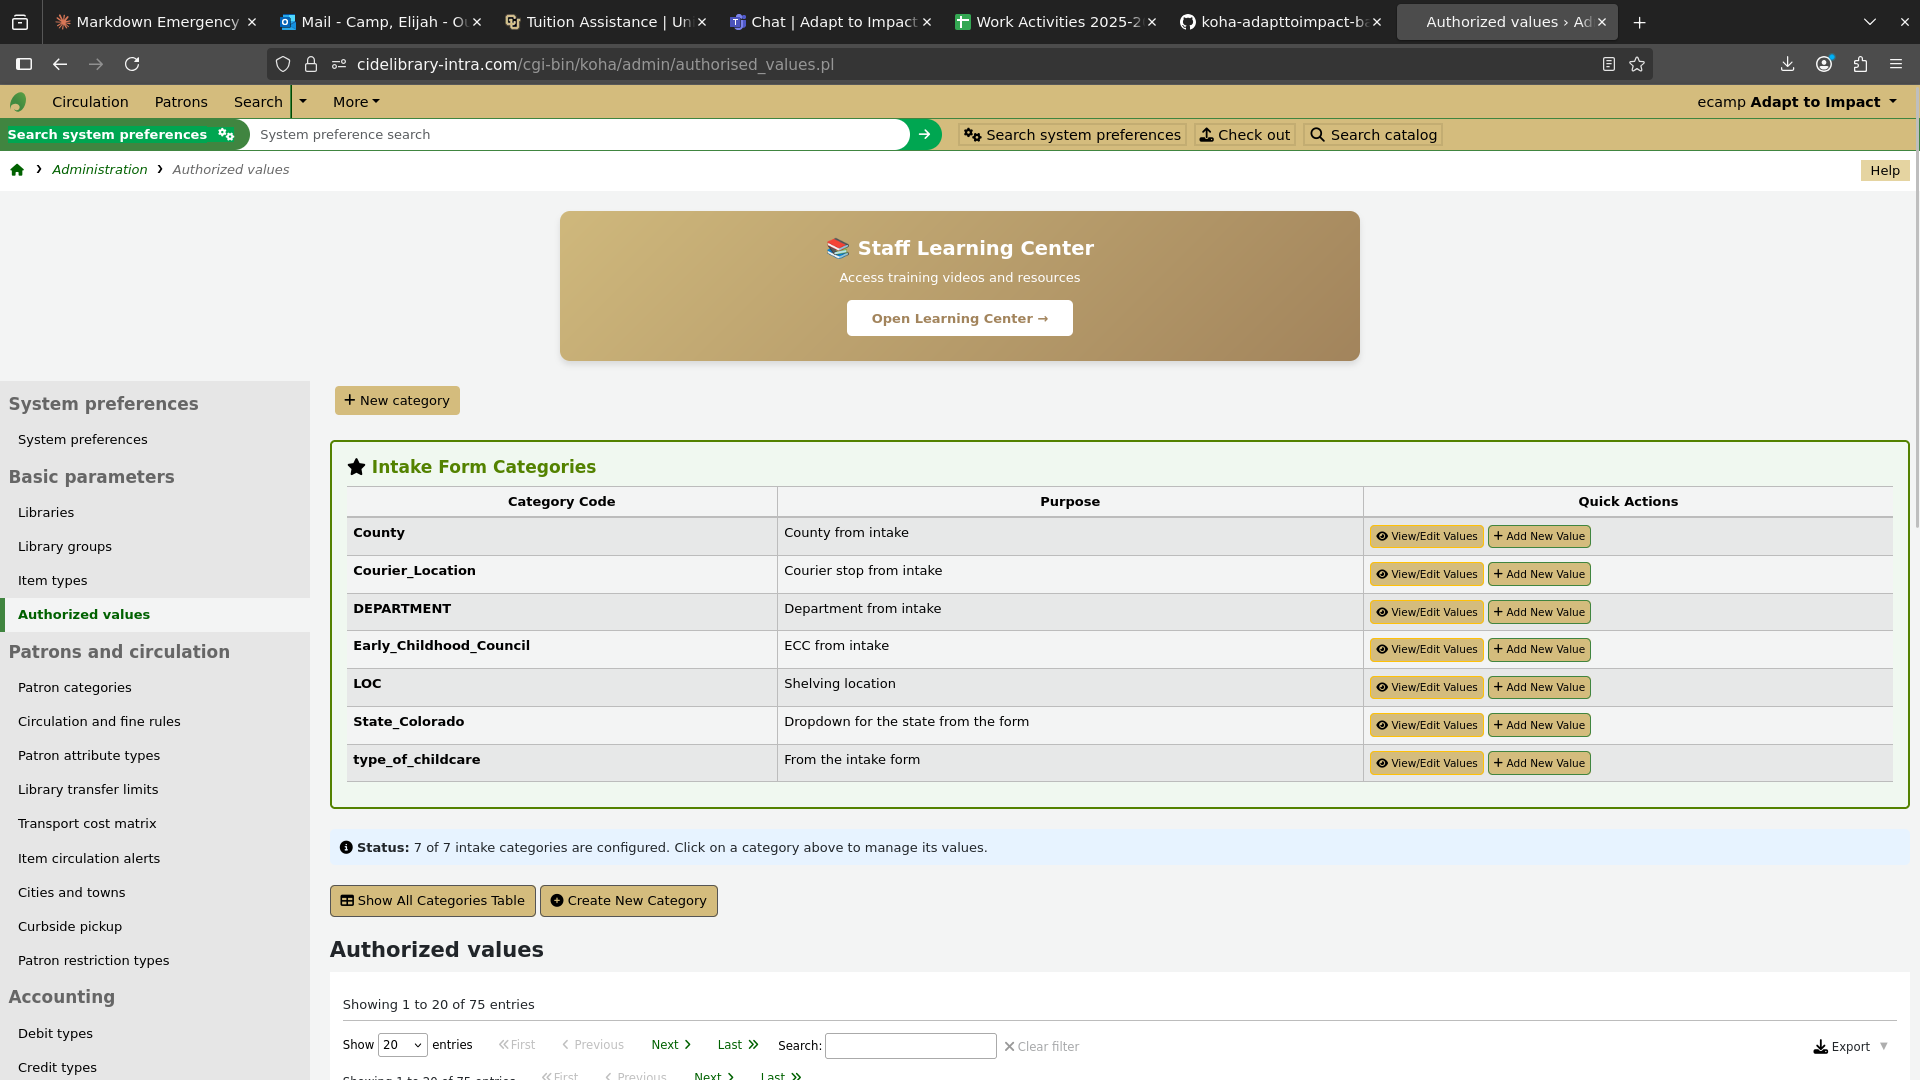 Markdown Emergency
Mail - Camp, Elijah - Ou
Tuition Assistance | Uni
Chat | Adapt to Impact
Work Activities 2025-2
koha-adapttoimpact-ba
Authorized values › Ad
cidelibrary-intra.com/cgi-bin/koha/admin/authorised_values.pl
Circulation
Patrons
Search
More
ecamp Adapt to Impact
Search system preferences
System preference search
Search system preferences
Check out
Search catalog
Administration
Authorized values
Help
Staff Learning Center
Access training videos and resources
Open Learning Center →
System preferences
System preferences
Basic parameters
Libraries
Library groups
Item types
Authorized values
Patrons and circulation
Patron categories
Circulation and fine rules
Patron attribute types
Library transfer limits
Transport cost matrix
Item circulation alerts
Cities and towns
Curbside pickup
Patron restriction types
Accounting
Debit types
Credit types
New category
Intake Form Categories
Category Code Purpose Quick Actions
County County from intake View/Edit Values Add New Value
Courier_Location Courier stop from intake View/Edit Values Add New Value
DEPARTMENT Department from intake View/Edit Values Add New Value
Early_Childhood_Council ECC from intake View/Edit Values Add New Value
LOC Shelving location View/Edit Values Add New Value
State_Colorado Dropdown for the state from the form View/Edit Values Add New Value
type_of_childcare From the intake form View/Edit Values Add New Value
Status: 7 of 7 intake categories are configured. Click on a category above to manage its values.
Show All Categories Table
Create New Category
Authorized values
Showing 1 to 20 of 75 entries
Show 20 entries First Previous Next Last Search: Clear filter Export
Showing 1 to 20 of 75 entries First Previous Next Last